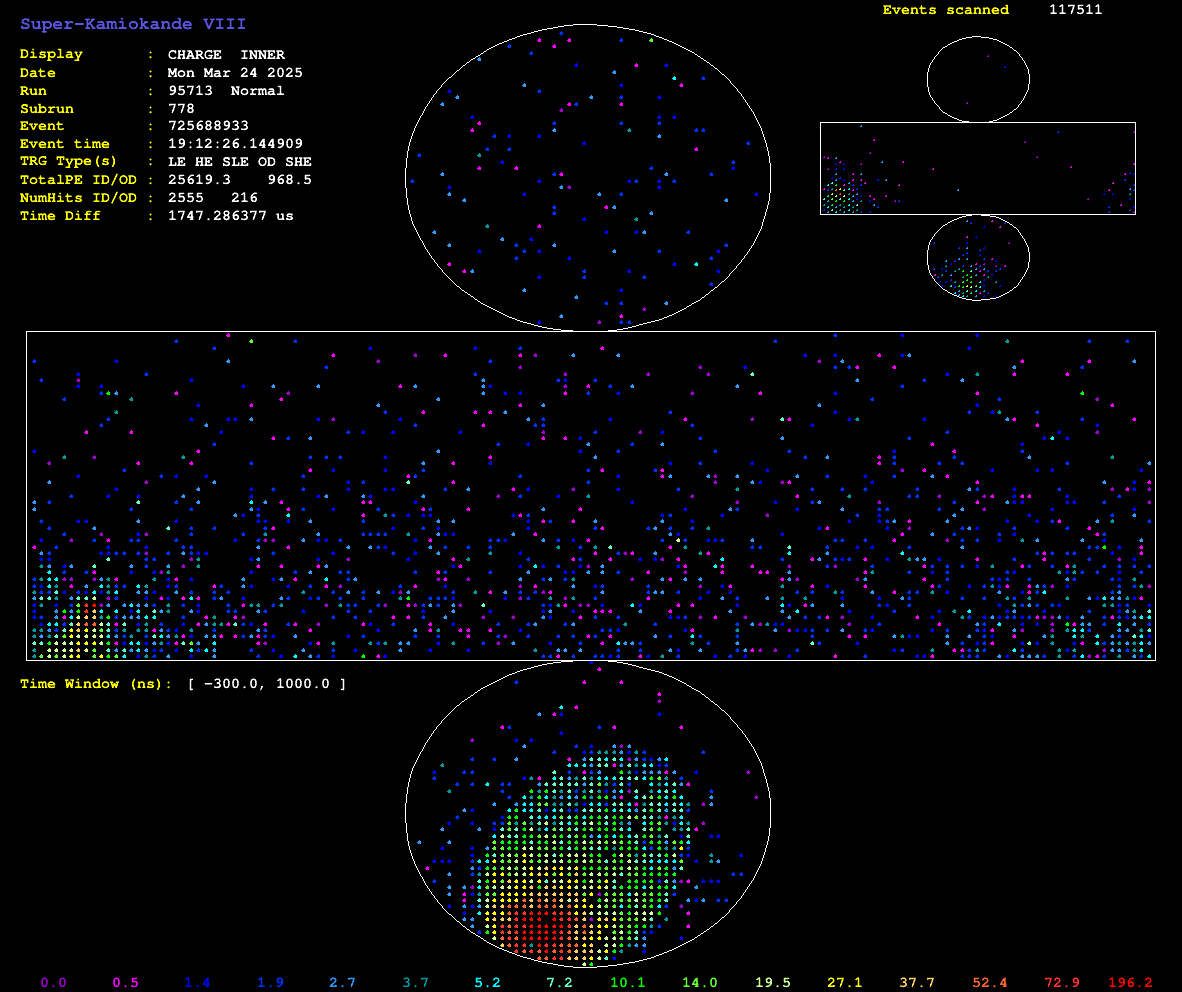 Super-Kamiokande VIII
Events scanned 117511
Display : CHARGE INNER
Date : Mon Mar 24 2025
Run : 95713 Normal
Subrun : 778
Event : 725688933
Event time : 19:12:26.144909
TRG Type(s) : LE HE SLE OD SHE
TotalPE ID/OD : 25619.3 968.5
NumHits ID/OD : 2555 216
Time Diff : 1747.286377 us
Time Window (ns): [ −300.0, 1000.0 ]
0.0 0.5 1.4 1.9 2.7 3.7 5.2 7.2 10.1 14.0 19.5 27.1 37.7 52.4 72.9 196.2